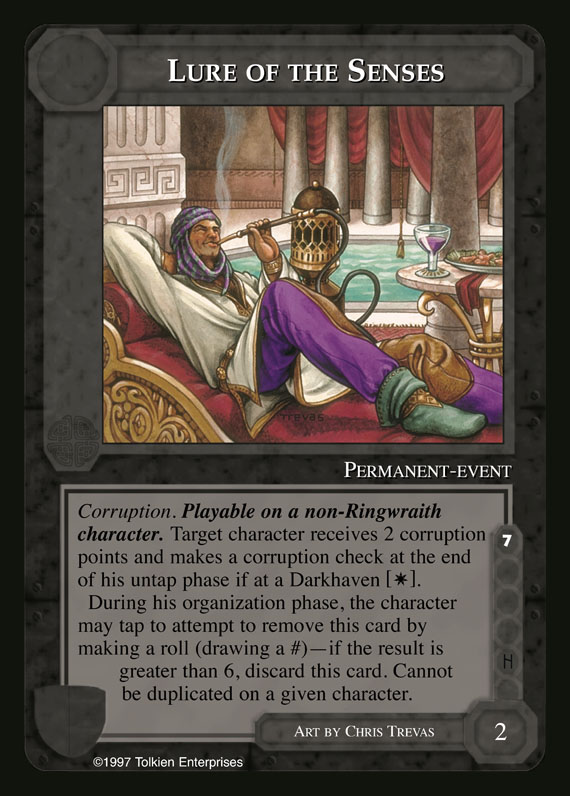 LURE OF THE SENSES
TREVAS
PERMANENT-EVENT
Corruption. Playable on a non-Ringwraith
character. Target character receives 2 corruption
points and makes a corruption check at the end
of his untap phase if at a Darkhaven [✷].
During his organization phase, the character
may tap to attempt to remove this card by
making a roll (drawing a #)—if the result is
greater than 6, discard this card. Cannot
be duplicated on a given character.
7
H
ART BY CHRIS TREVAS
2
©1997 Tolkien Enterprises